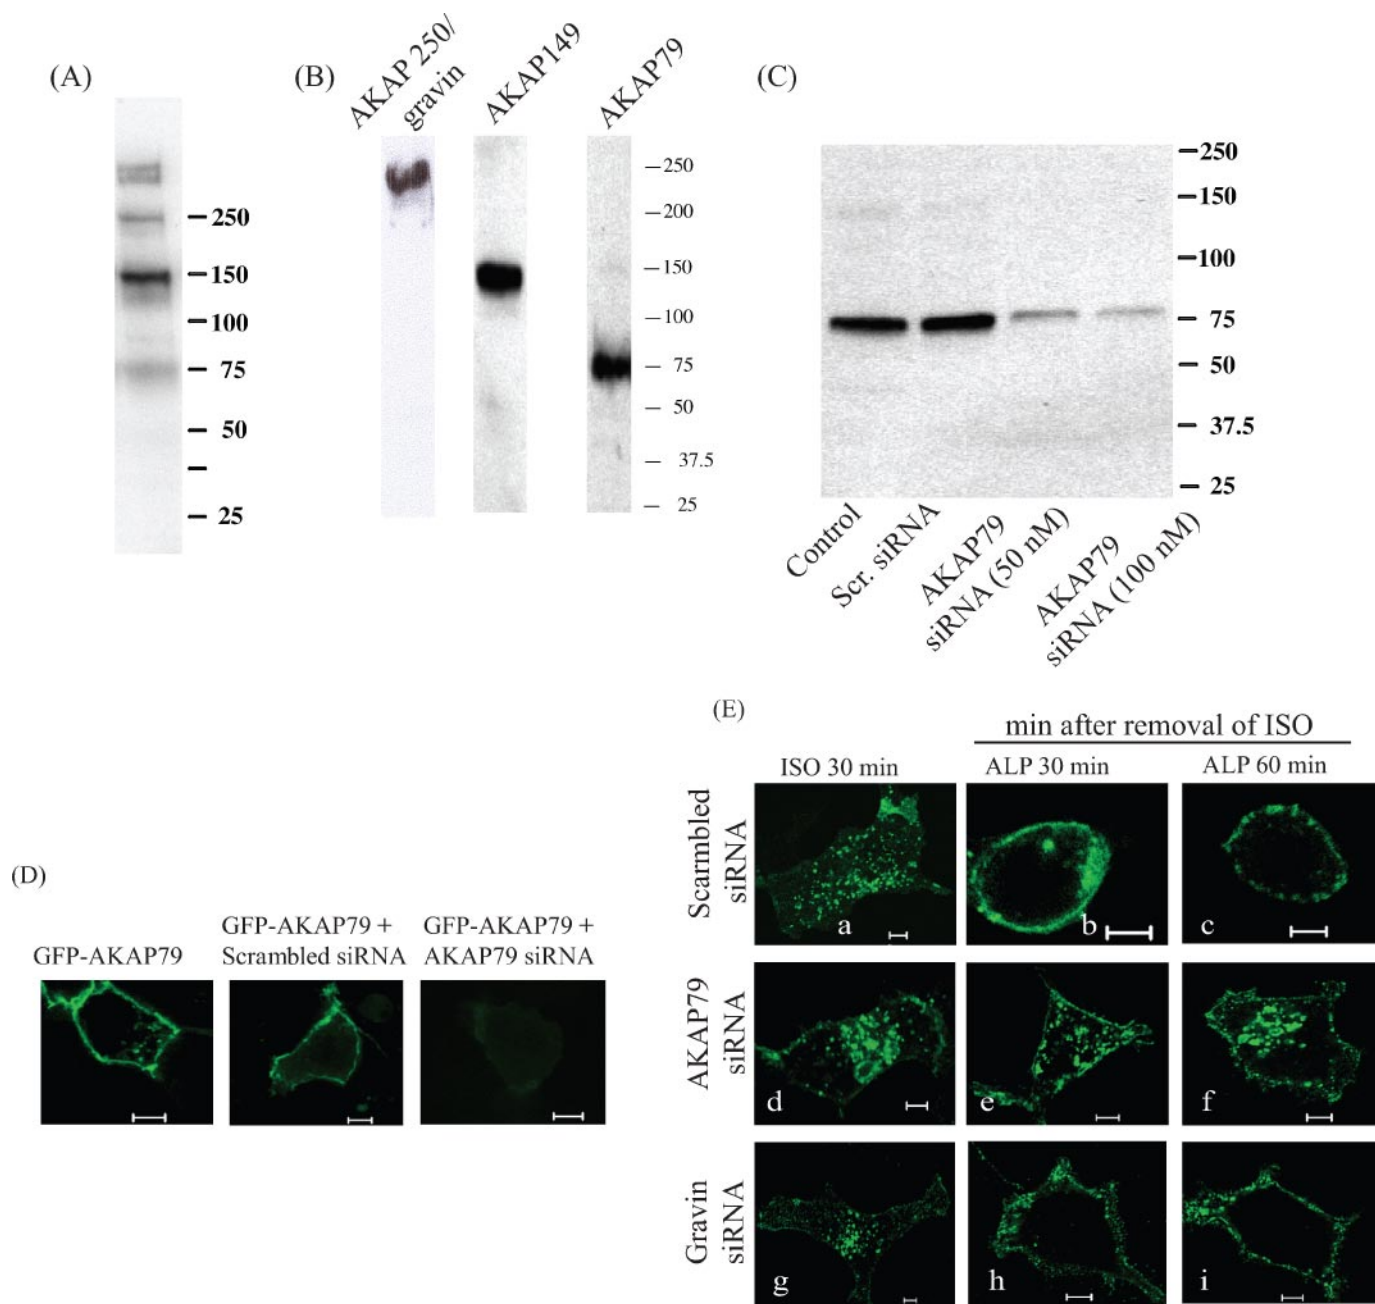 (A)
250
150
100
75
50
25
(B)
AKAP 250/
gravin
AKAP149
AKAP79
250
200
150
100
75
50
37.5
25
(C)
250
150
100
75
50
37.5
25
Control
Scr. siRNA
AKAP79
siRNA (50 nM)
AKAP79
siRNA (100 nM)
(D)
GFP-AKAP79
GFP-AKAP79 +
Scrambled siRNA
GFP-AKAP79 +
AKAP79 siRNA
(E)
min after removal of ISO
ISO 30 min
ALP 30 min
ALP 60 min
Scarmbled
siRNA
a
b
c
AKAP79
siRNA
d
e
f
Gravin
siRNA
g
h
i